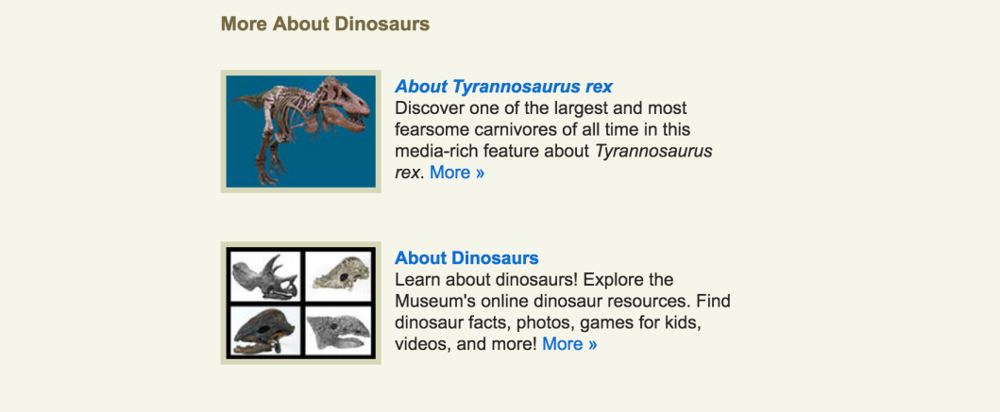 More About Dinosaurs
About Tyrannosaurus rex
Discover one of the largest and most
fearsome carnivores of all time in this
media-rich feature about Tyrannosaurus
rex. More »
About Dinosaurs
Learn about dinosaurs! Explore the
Museum's online dinosaur resources. Find
dinosaur facts, photos, games for kids,
videos, and more! More »